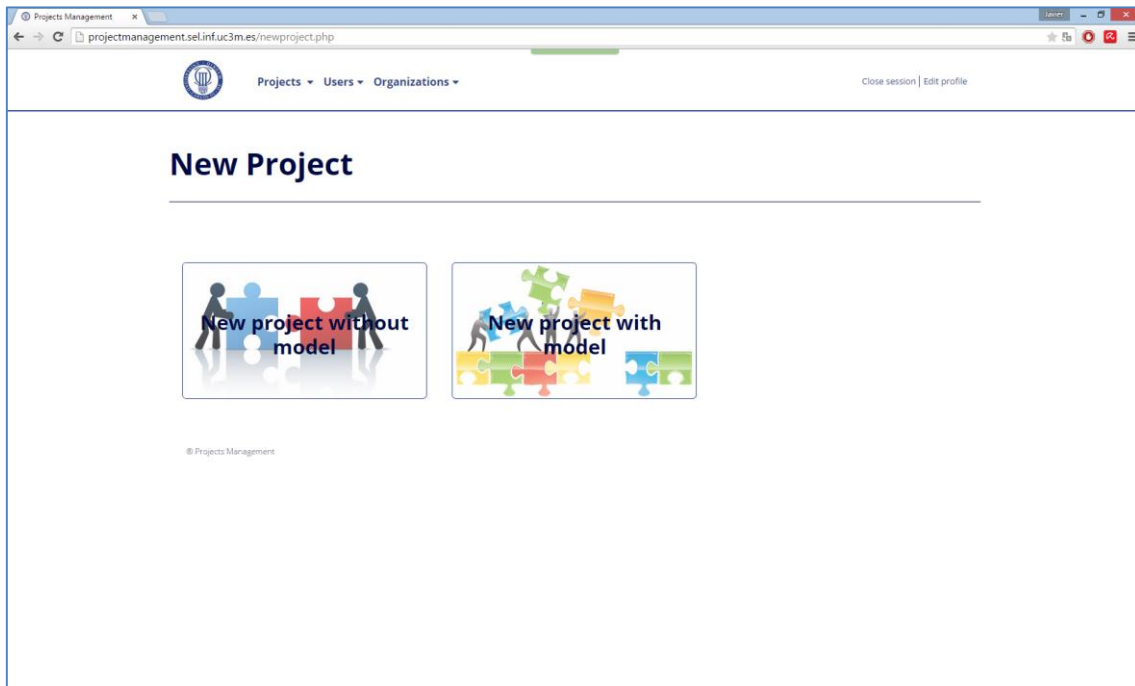 Projects Management
Javier
projectmanagement.sel.inf.uc3m.es/newproject.php
Projects Users Organizations
Close session | Edit profile
New Project
New project without
model
New project with
model
® Projects Management